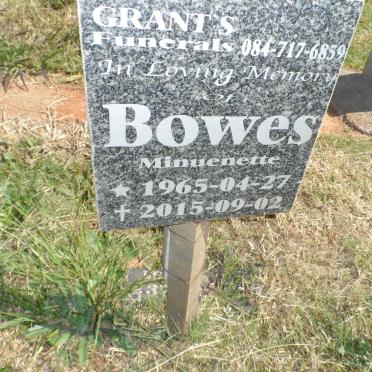 GRANT'S
Funerals 084-717-6859
In Loving Memory
of
Bowes
Minuenette
★ 1965-04-27
✝ 2015-09-02